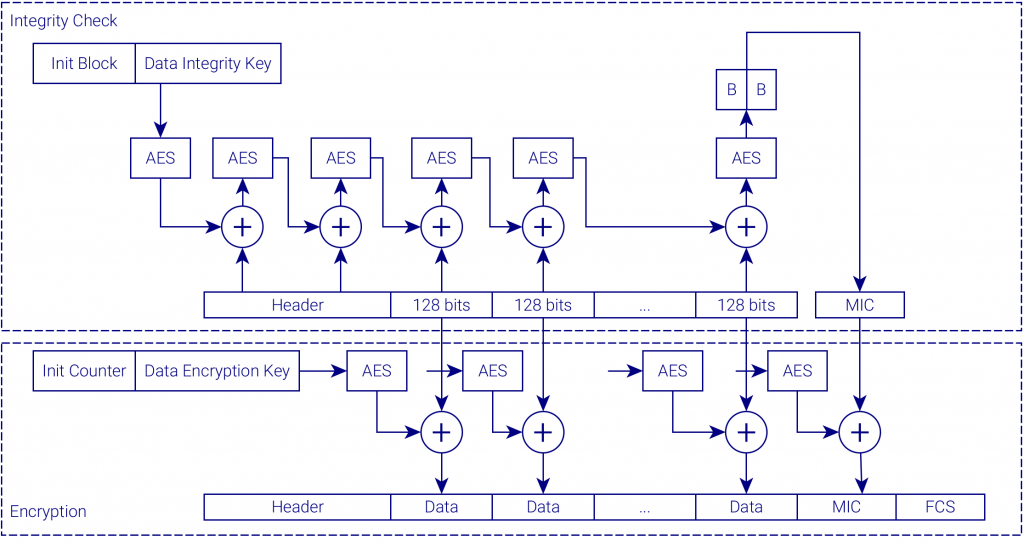 Integrity Check
Init Block Data Integrity Key
B B
AES AES AES AES AES AES
+ + + + + +
Header 128 bits 128 bits ... 128 bits MIC
Init Counter Data Encryption Key AES AES AES AES
+ + + +
Encryption Header Data Data ... Data MIC FCS